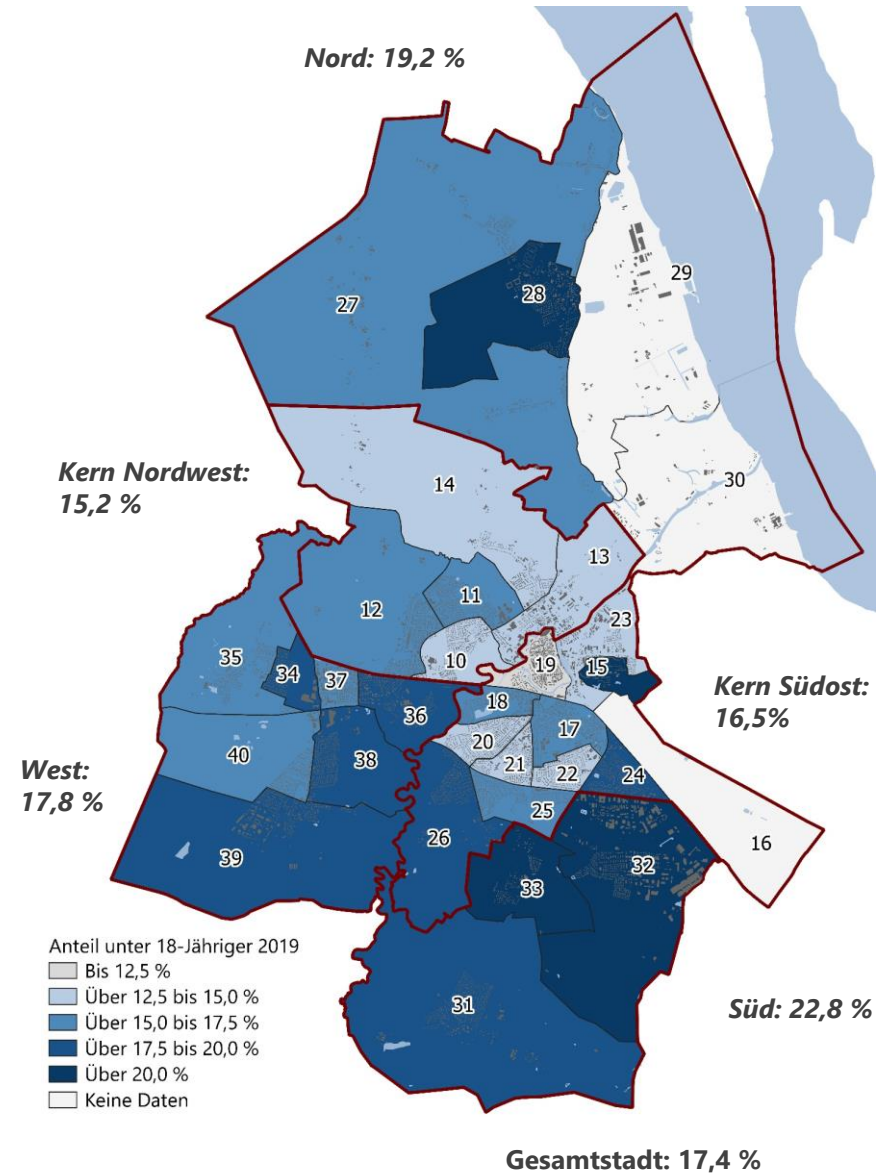 Nord: 19,2 %
29
28
27
30
Kern Nordwest:
15,2 %
14
13
11
12
23
10
19
15
35
34
37
36
18
17
Kern Südost:
16,5%
20
21
22
24
40
38
West:
17,8 %
25
26
16
39
32
33
Anteil unter 18-Jähriger 2019
Bis 12,5 %
Über 12,5 bis 15,0 %
Über 15,0 bis 17,5 %
Über 17,5 bis 20,0 %
Über 20,0 %
Keine Daten
31
Süd: 22,8 %
Gesamtstadt: 17,4 %